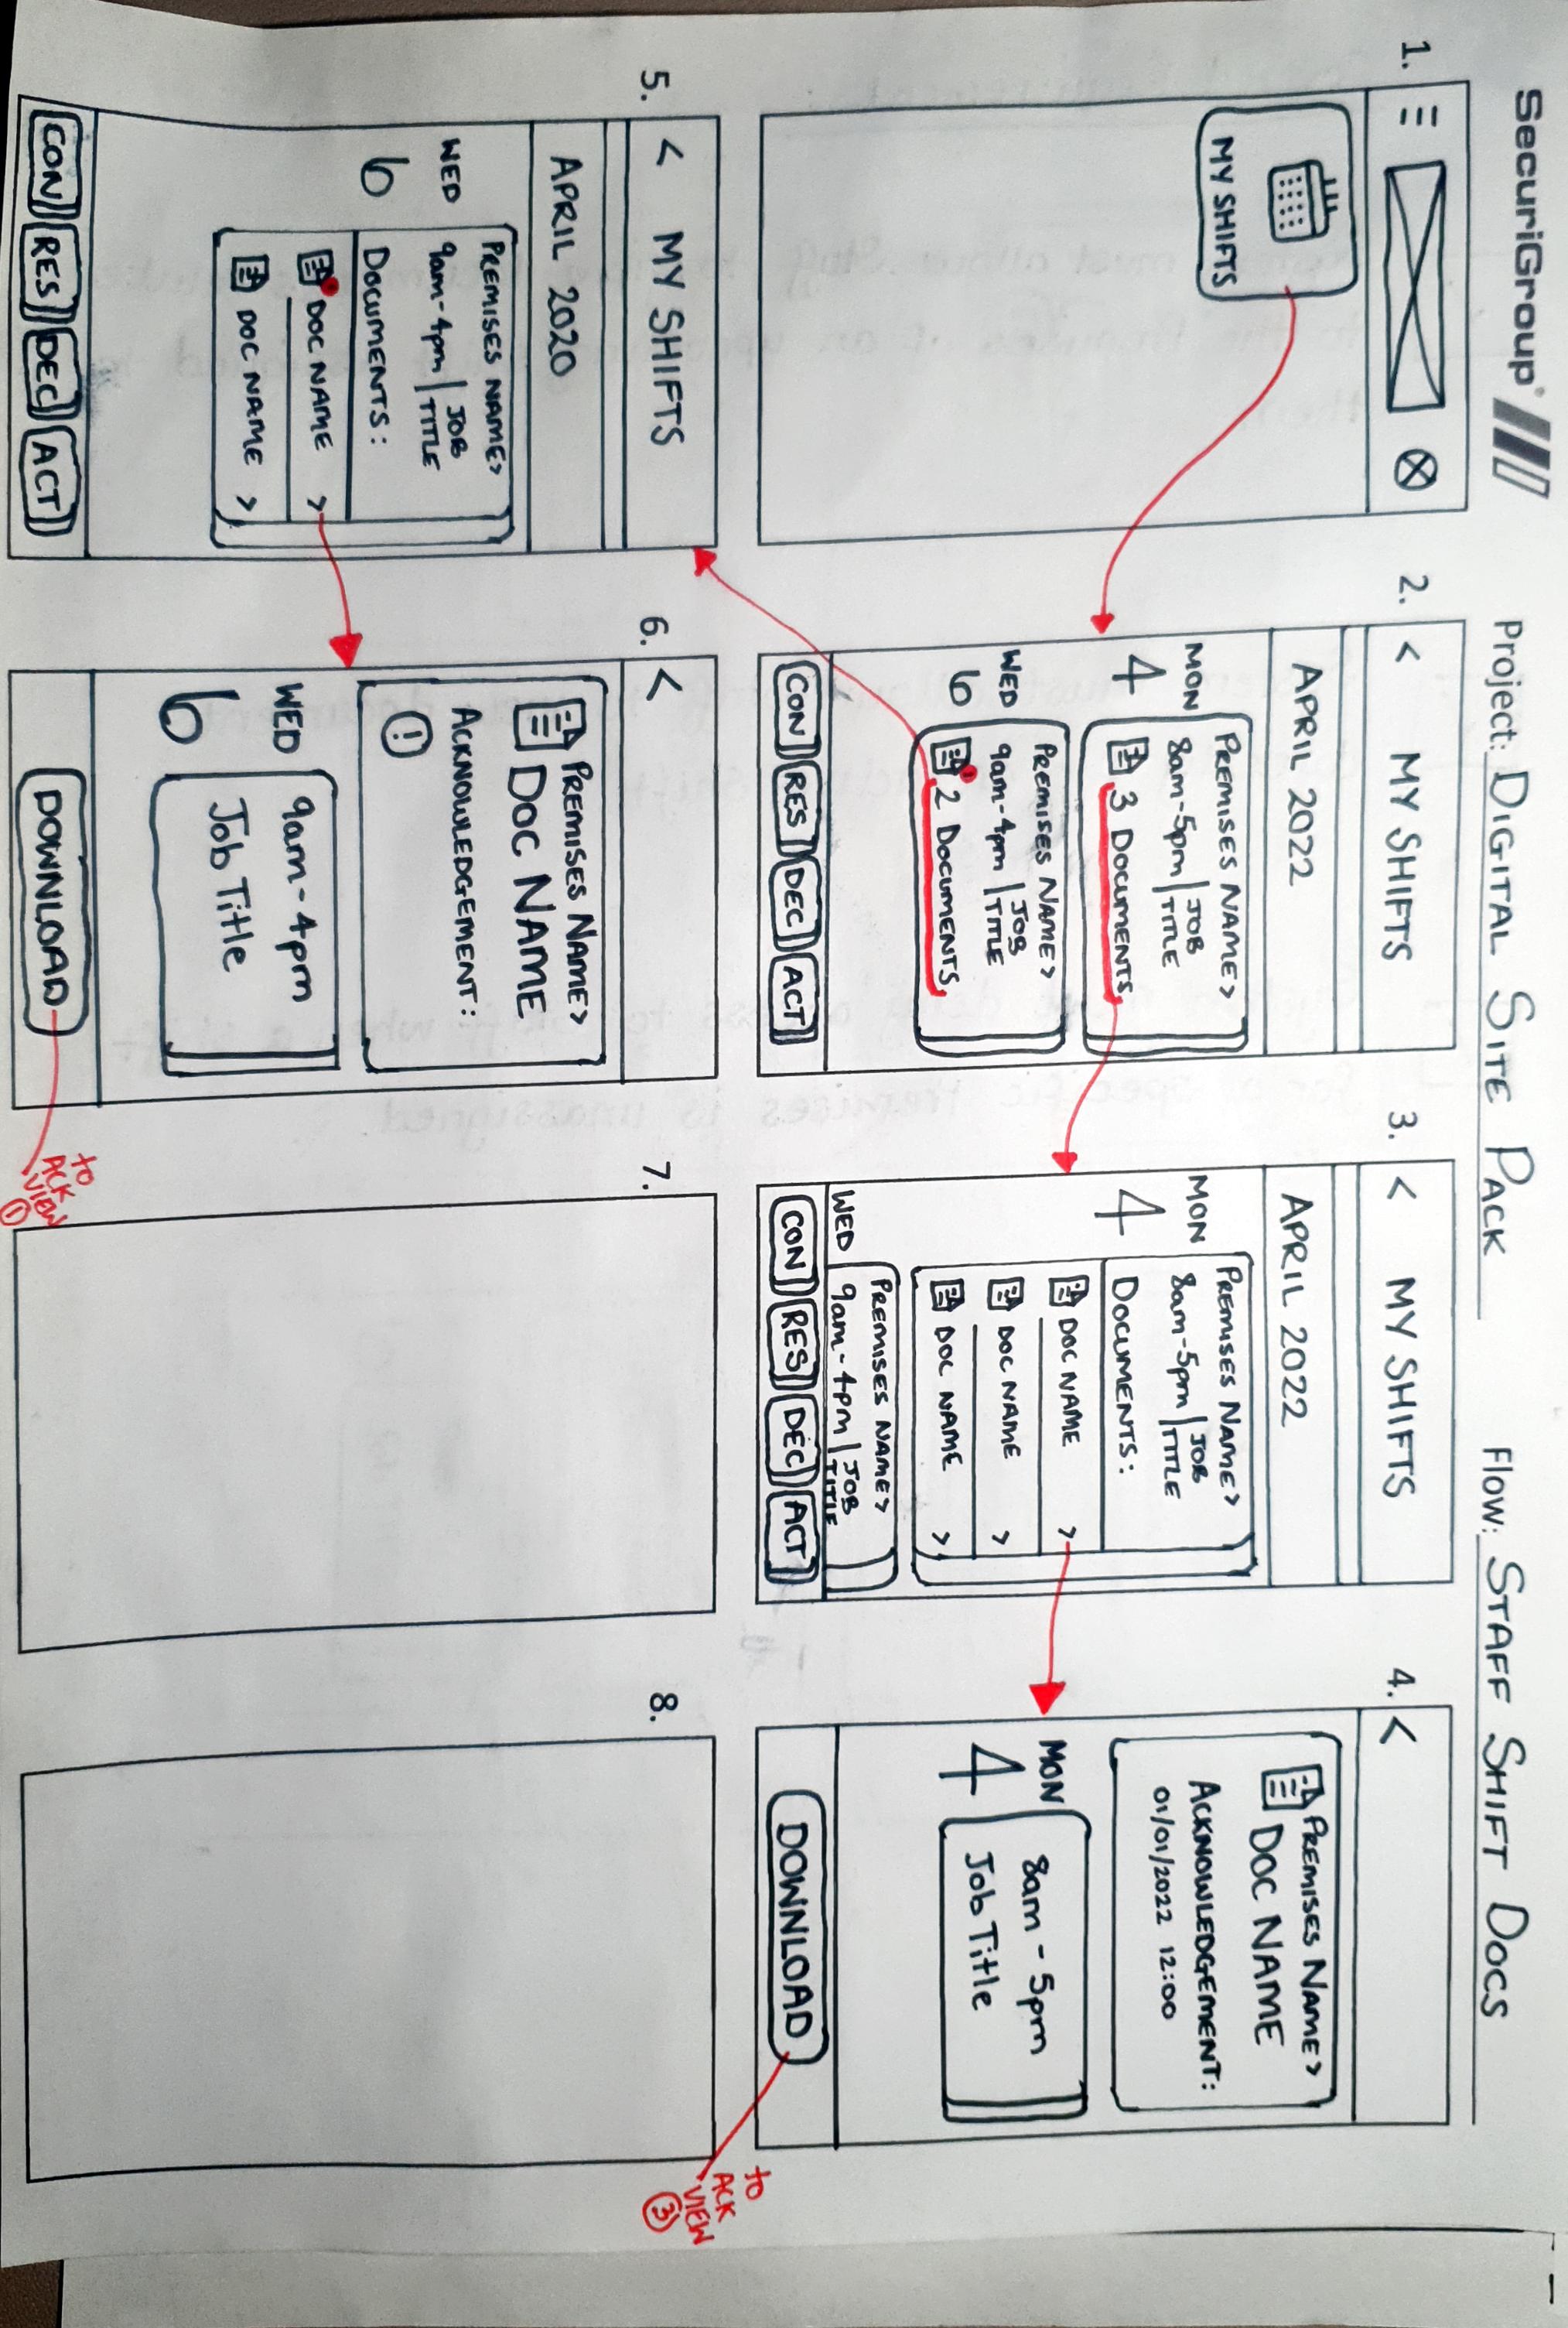 SecuriGroup
Project: DIGITAL SITE PACK
Flow: STAFF SHIFT DOCS
1.
MY SHIFTS
2.
< MY SHIFTS
APRIL 2022
MON
4
PREMISES NAME>
8am-5pm | JOB TITLE
3 DOCUMENTS
WED
6
PREMISES NAME>
9am-4pm | JOB TITLE
2 DOCUMENTS
CON RES DEC ACT
3.
< MY SHIFTS
APRIL 2022
MON
4
PREMISES NAME>
8am-5pm | JOB TITLE
DOCUMENTS:
DOC NAME >
DOC NAME >
DOC NAME >
WED
PREMISES NAME>
9am-4pm | JOB TITLE
CON RES DEC ACT
4.
<
PREMISES NAME>
DOC NAME
ACKNOWLEDGEMENT:
01/01/2022 12:00
MON
4
8am - 5pm
Job Title
DOWNLOAD
to
ACK
VIEW
3
5.
< MY SHIFTS
APRIL 2020
WED
6
PREMISES NAME>
9am-4pm | JOB TITLE
DOCUMENTS:
DOC NAME >
DOC NAME >
CON RES DEC ACT
6.
<
PREMISES NAME>
DOC NAME
ACKNOWLEDGEMENT:
!
WED
6
9am-4pm
Job Title
DOWNLOAD
to
ACK
VIEW
1
7.
8.